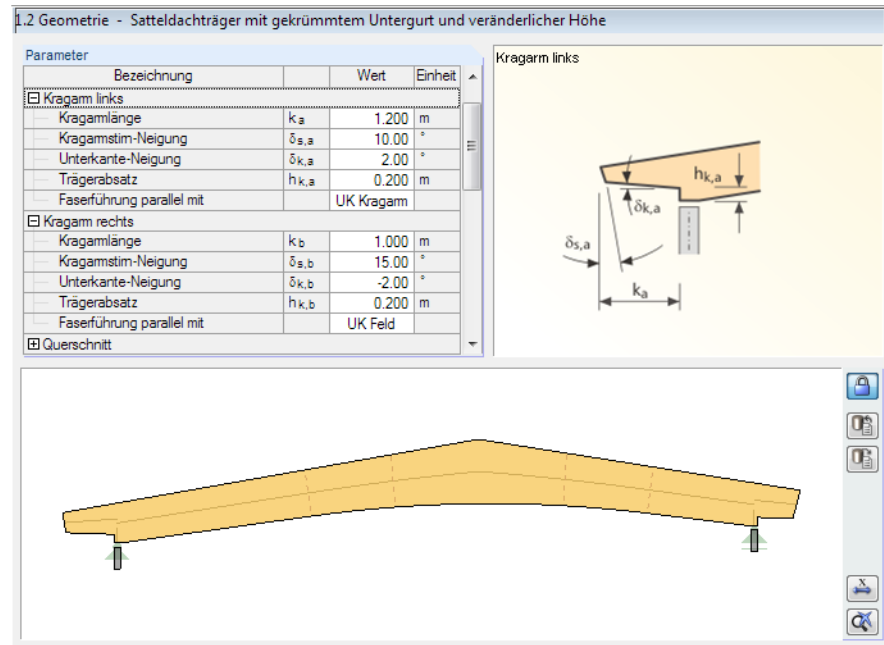 1.2 Geometrie - Satteldachträger mit gekrümmtem Untergurt und veränderlicher Höhe
Parameter
Bezeichnung Wert Einheit
Kragarm links
Kragarmlänge ka 1.200 m
Kragarmstirn-Neigung δs,a 10.00 °
Unterkante-Neigung δk,a 2.00 °
Trägerabsatz hk,a 0.200 m
Faserführung parallel mit UK Kragarm
Kragarm rechts
Kragarmlänge kb 1.000 m
Kragarmstirn-Neigung δs,b 15.00 °
Unterkante-Neigung δk,b -2.00 °
Trägerabsatz hk,b 0.200 m
Faserführung parallel mit UK Feld
Querschnitt
Kragarm links
hk,a
δk,a
δs,a
ka
X